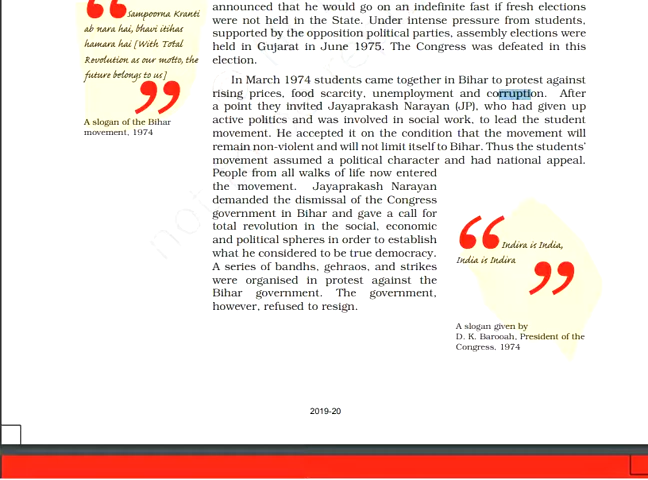 Sampoorna Kranti
ab nara hai, bhavi itihas
hamara hai [With Total
Revolution as our motto, the
future belongs to us]
A slogan of the Bihar
movement, 1974
announced that he would go on an indefinite fast if fresh elections
were not held in the State. Under intense pressure from students,
supported by the opposition political parties, assembly elections were
held in Gujarat in June 1975. The Congress was defeated in this
election.
In March 1974 students came together in Bihar to protest against
rising prices, food scarcity, unemployment and corruption. After
a point they invited Jayaprakash Narayan (JP), who had given up
active politics and was involved in social work, to lead the student
movement. He accepted it on the condition that the movement will
remain non-violent and will not limit itself to Bihar. Thus the students'
movement assumed a political character and had national appeal.
People from all walks of life now entered
the movement. Jayaprakash Narayan
demanded the dismissal of the Congress
government in Bihar and gave a call for
total revolution in the social, economic
and political spheres in order to establish
what he considered to be true democracy.
A series of bandhs, gehraos, and strikes
were organised in protest against the
Bihar government. The government,
however, refused to resign.
Indira is India,
India is Indira
A slogan given by
D. K. Barooah, President of the
Congress, 1974
2019-20